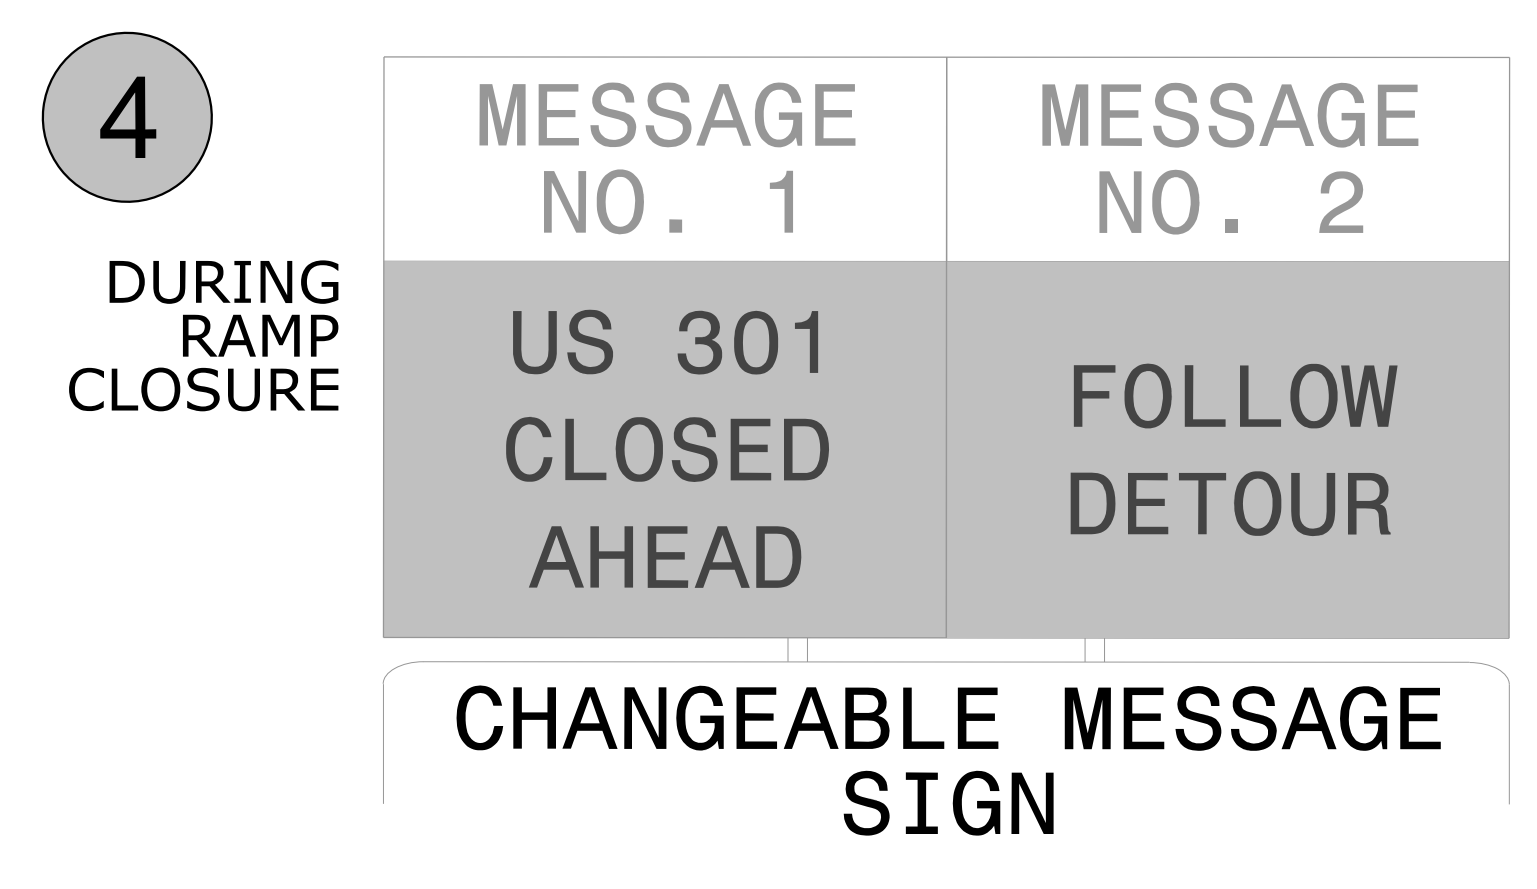 4
DURING
RAMP
CLOSURE
MESSAGE
NO. 1
MESSAGE
NO. 2
US 301
CLOSED
AHEAD
FOLLOW
DETOUR
CHANGEABLE MESSAGE
SIGN